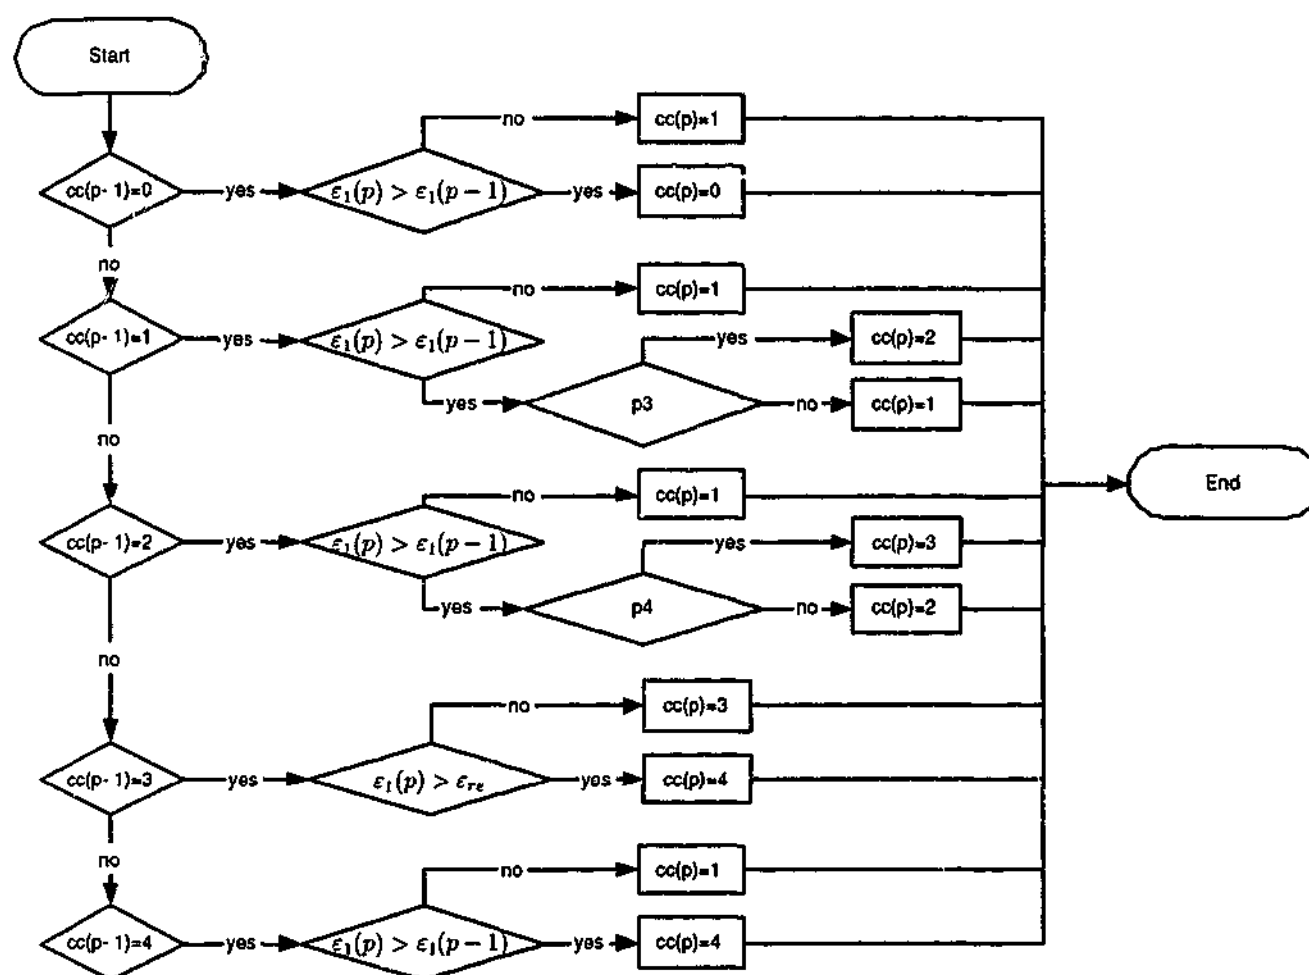 Start
no
cc(p)=1
cc(p-1)=0
yes
ε₁(p) > ε₁(p−1)
yes
cc(p)=0
no
no
cc(p)=1
cc(p-1)=1
yes
ε₁(p) > ε₁(p−1)
yes
cc(p)=2
yes
p3
no
cc(p)=1
no
no
cc(p)=1
End
cc(p-1)=2
yes
ε₁(p) > ε₁(p−1)
yes
cc(p)=3
yes
p4
no
cc(p)=2
no
no
cc(p)=3
cc(p-1)=3
yes
ε₁(p) > εre
yes
cc(p)=4
no
no
cc(p)=1
cc(p-1)=4
yes
ε₁(p) > ε₁(p−1)
yes
cc(p)=4